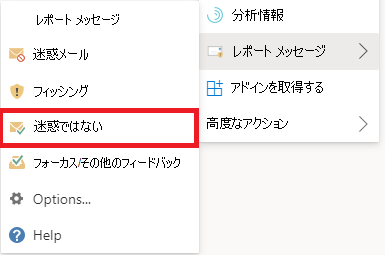 レポート メッセージ
迷惑メール
フィッシング
迷惑ではない
フォーカス/その他のフィードバック
Options...
Help
分析情報
レポート メッセージ
アドインを取得する
高度なアクション